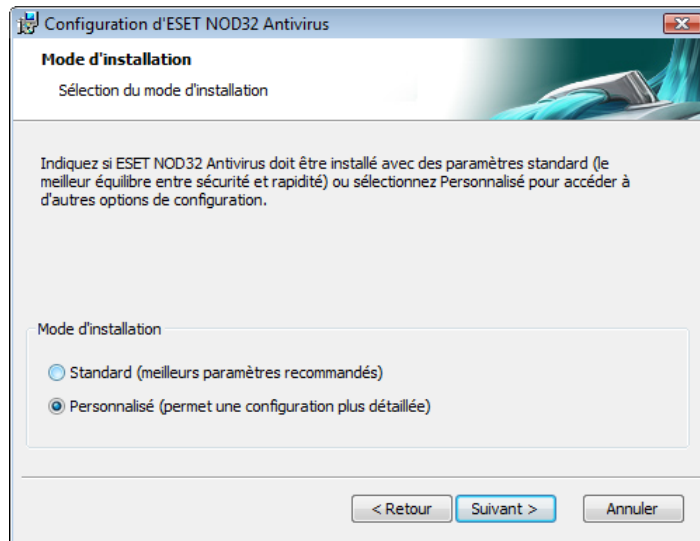 Configuration d'ESET NOD32 Antivirus
Mode d'installation
Sélection du mode d'installation
Indiquez si ESET NOD32 Antivirus doit être installé avec des paramètres standard (le
meilleur équilibre entre sécurité et rapidité) ou sélectionnez Personnalisé pour accéder à
d'autres options de configuration.
Mode d'installation
Standard (meilleurs paramètres recommandés)
Personnalisé (permet une configuration plus détaillée)
< Retour
Suivant >
Annuler